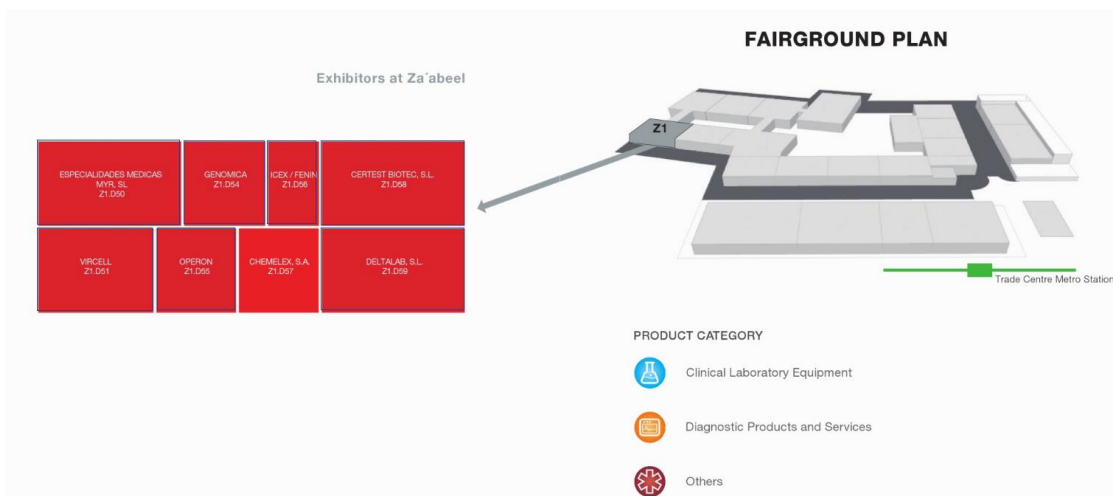 FAIRGROUND PLAN
Exhibitors at Za´abeel
Z1
ESPECIALIDADES MEDICAS
MYR, SL
Z1.D50
GENOMICA
Z1.D54
ICEX / FENIN
Z1.D56
CERTEST BIOTEC, S.L.
Z1.D58
VIRCELL
Z1.D51
OPERON
Z1.D55
CHEMELEX, S.A.
Z1.D57
DELTALAB, S.L.
Z1.D59
Trade Centre Metro Station
PRODUCT CATEGORY
Clinical Laboratory Equipment
Diagnostic Products and Services
Others